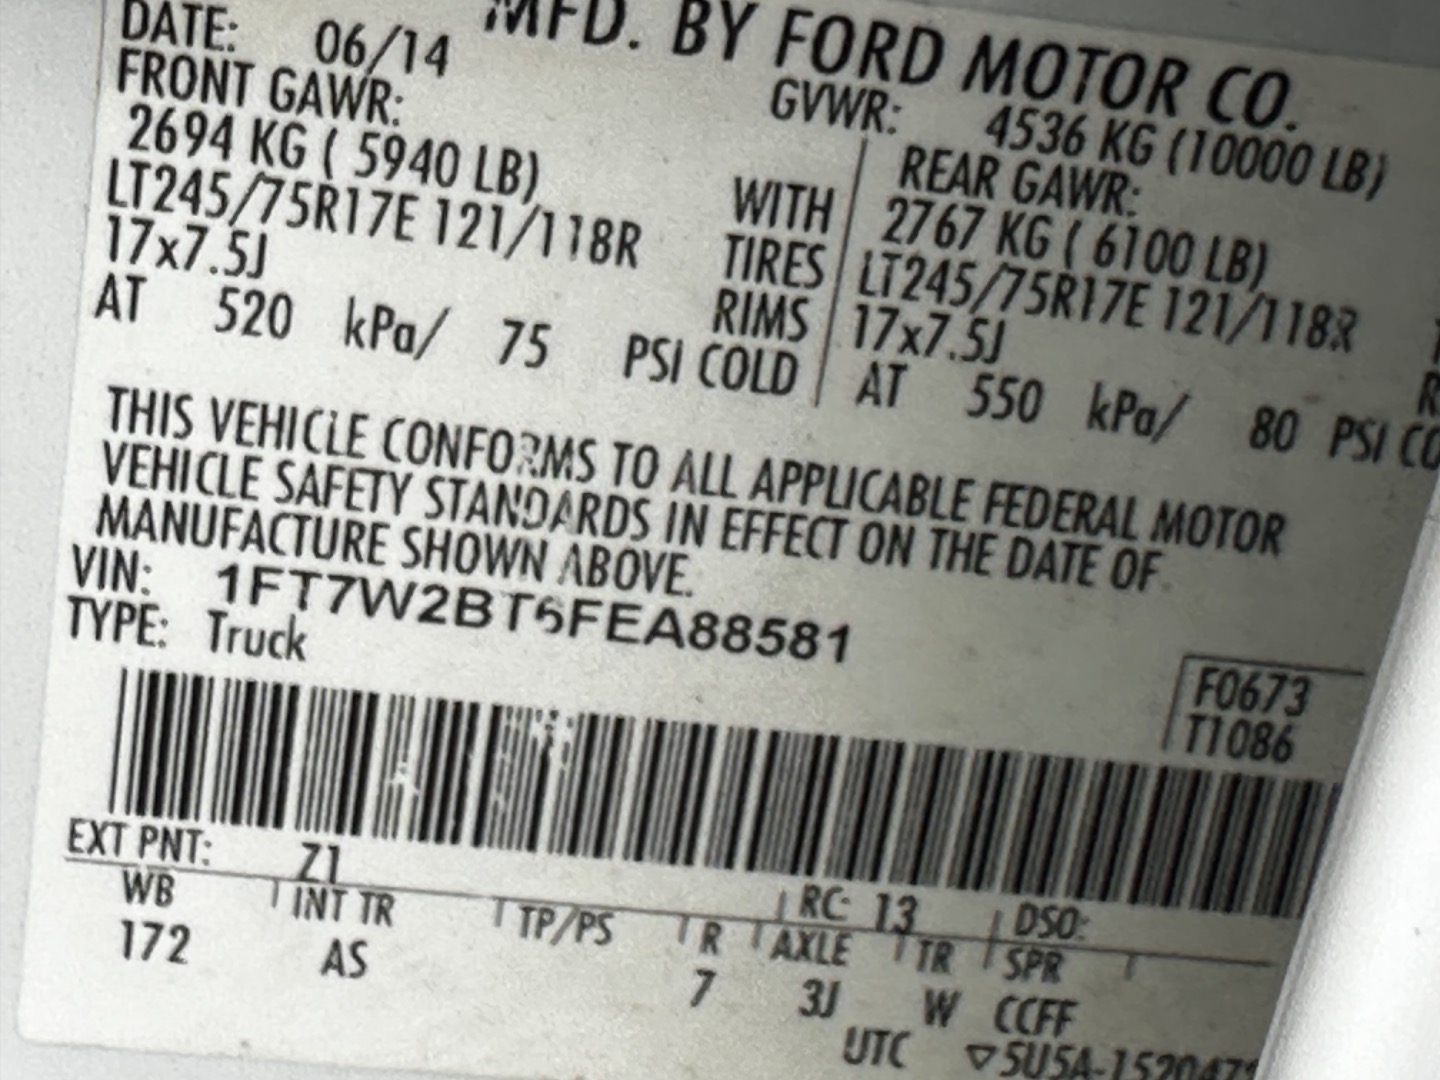 MFD. BY FORD MOTOR CO.
DATE: 06/14 GVWR: 4536 KG (10000 LB)
FRONT GAWR: REAR GAWR:
2694 KG ( 5940 LB) WITH 2767 KG ( 6100 LB)
LT245/75R17E 121/118R TIRES LT245/75R17E 121/118R
17x7.5J RIMS 17x7.5J
AT 520 kPa/ 75 PSI COLD AT 550 kPa/ 80 PSI CO
THIS VEHICLE CONFORMS TO ALL APPLICABLE FEDERAL MOTOR
VEHICLE SAFETY STANDARDS IN EFFECT ON THE DATE OF
MANUFACTURE SHOWN ABOVE.
VIN: 1FT7W2BT6FEA88581
TYPE: Truck
F0673
T1086
EXT PNT: Z1 RC: 13 DSO:
WB INT TR TP/PS R AXLE TR SPR
172 AS 7 3J W CCFF
UTC ▽5U5A-1520472